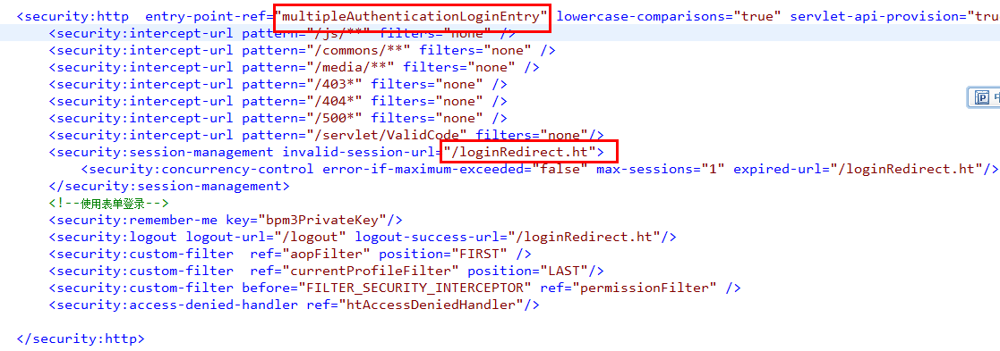 <security:http  entry-point-ref="multipleAuthenticationLoginEntry" lowercase-comparisons="true" servlet-api-provision="tru
<security:intercept-url pattern="/js/**" filters="none" />
<security:intercept-url pattern="/commons/**" filters="none" />
<security:intercept-url pattern="/media/**" filters="none" />
<security:intercept-url pattern="/403*" filters="none" />
<security:intercept-url pattern="/404*" filters="none" />
<security:intercept-url pattern="/500*" filters="none" />
<security:intercept-url pattern="/servlet/ValidCode" filters="none"/>
<security:session-management invalid-session-url="/loginRedirect.ht">
<security:concurrency-control error-if-maximum-exceeded="false" max-sessions="1" expired-url="/loginRedirect.ht"/>
</security:session-management>
<!--使用表单登录-->
<security:remember-me key="bpm3PrivateKey"/>
<security:logout logout-url="/logout" logout-success-url="/loginRedirect.ht"/>
<security:custom-filter  ref="aopFilter" position="FIRST" />
<security:custom-filter  ref="currentProfileFilter" position="LAST"/>
<security:custom-filter before="FILTER_SECURITY_INTERCEPTOR" ref="permissionFilter" />
<security:access-denied-handler ref="htAccessDeniedHandler"/>
</security:http>